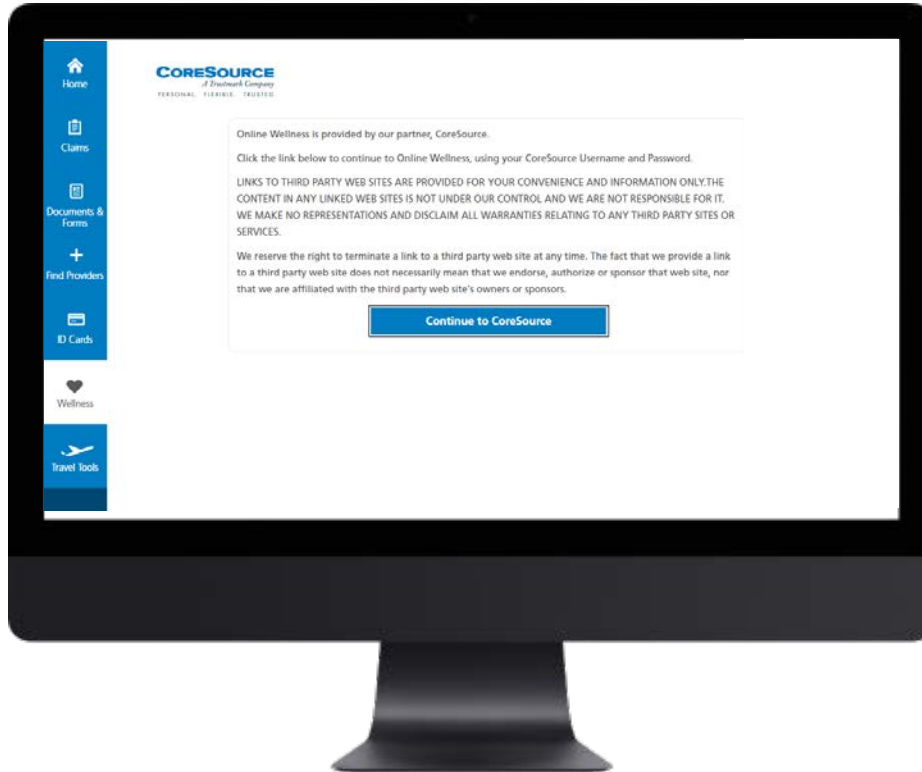 Home
Claims
Documents &
Forms
Find Providers
ID Cards
Wellness
Travel Tools
CORESOURCE
A Trustmark Company
PERSONAL. FLEXIBLE. TRUSTED.
Online Wellness is provided by our partner, CoreSource.
Click the link below to continue to Online Wellness, using your CoreSource Username and Password.
LINKS TO THIRD PARTY WEB SITES ARE PROVIDED FOR YOUR CONVENIENCE AND INFORMATION ONLY.THE
CONTENT IN ANY LINKED WEB SITES IS NOT UNDER OUR CONTROL AND WE ARE NOT RESPONSIBLE FOR IT.
WE MAKE NO REPRESENTATIONS AND DISCLAIM ALL WARRANTIES RELATING TO ANY THIRD PARTY SITES OR
SERVICES.
We reserve the right to terminate a link to a third party web site at any time. The fact that we provide a link
to a third party web site does not necessarily mean that we endorse, authorize or sponsor that web site, nor
that we are affiliated with the third party web site's owners or sponsors.
Continue to CoreSource